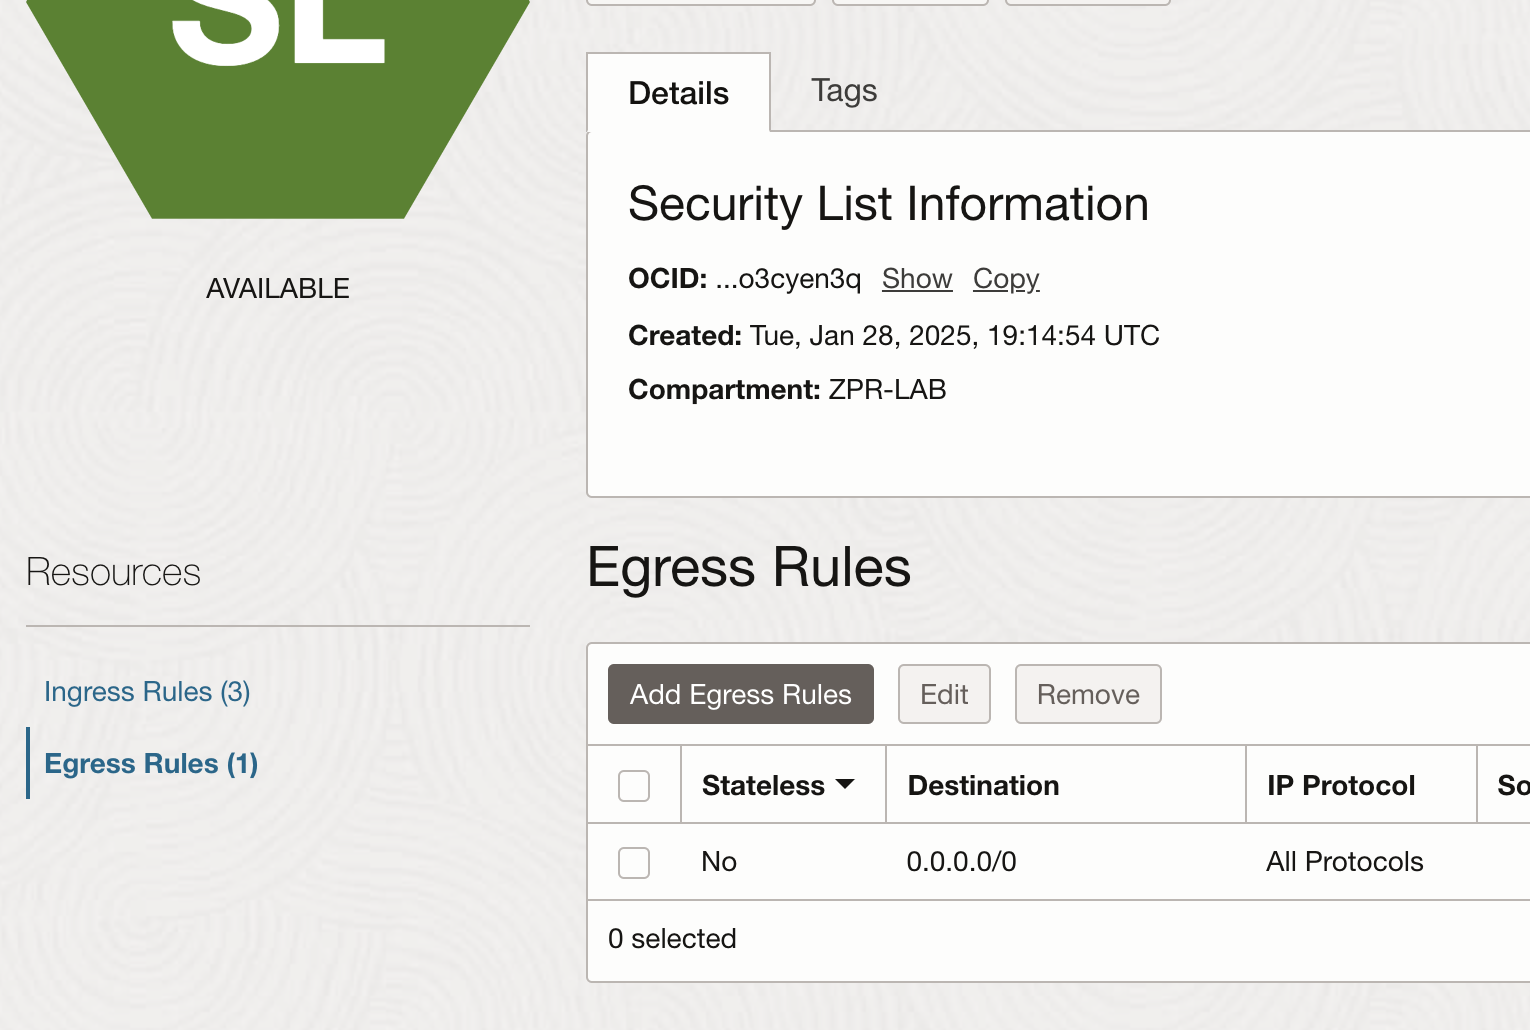 SL
AVAILABLE
Resources
Ingress Rules (3)
Egress Rules (1)
Details Tags
Security List Information
OCID: ...o3cyen3q Show Copy
Created: Tue, Jan 28, 2025, 19:14:54 UTC
Compartment: ZPR-LAB
Egress Rules
Add Egress Rules Edit Remove
Stateless Destination IP Protocol
No 0.0.0.0/0 All Protocols
0 selected